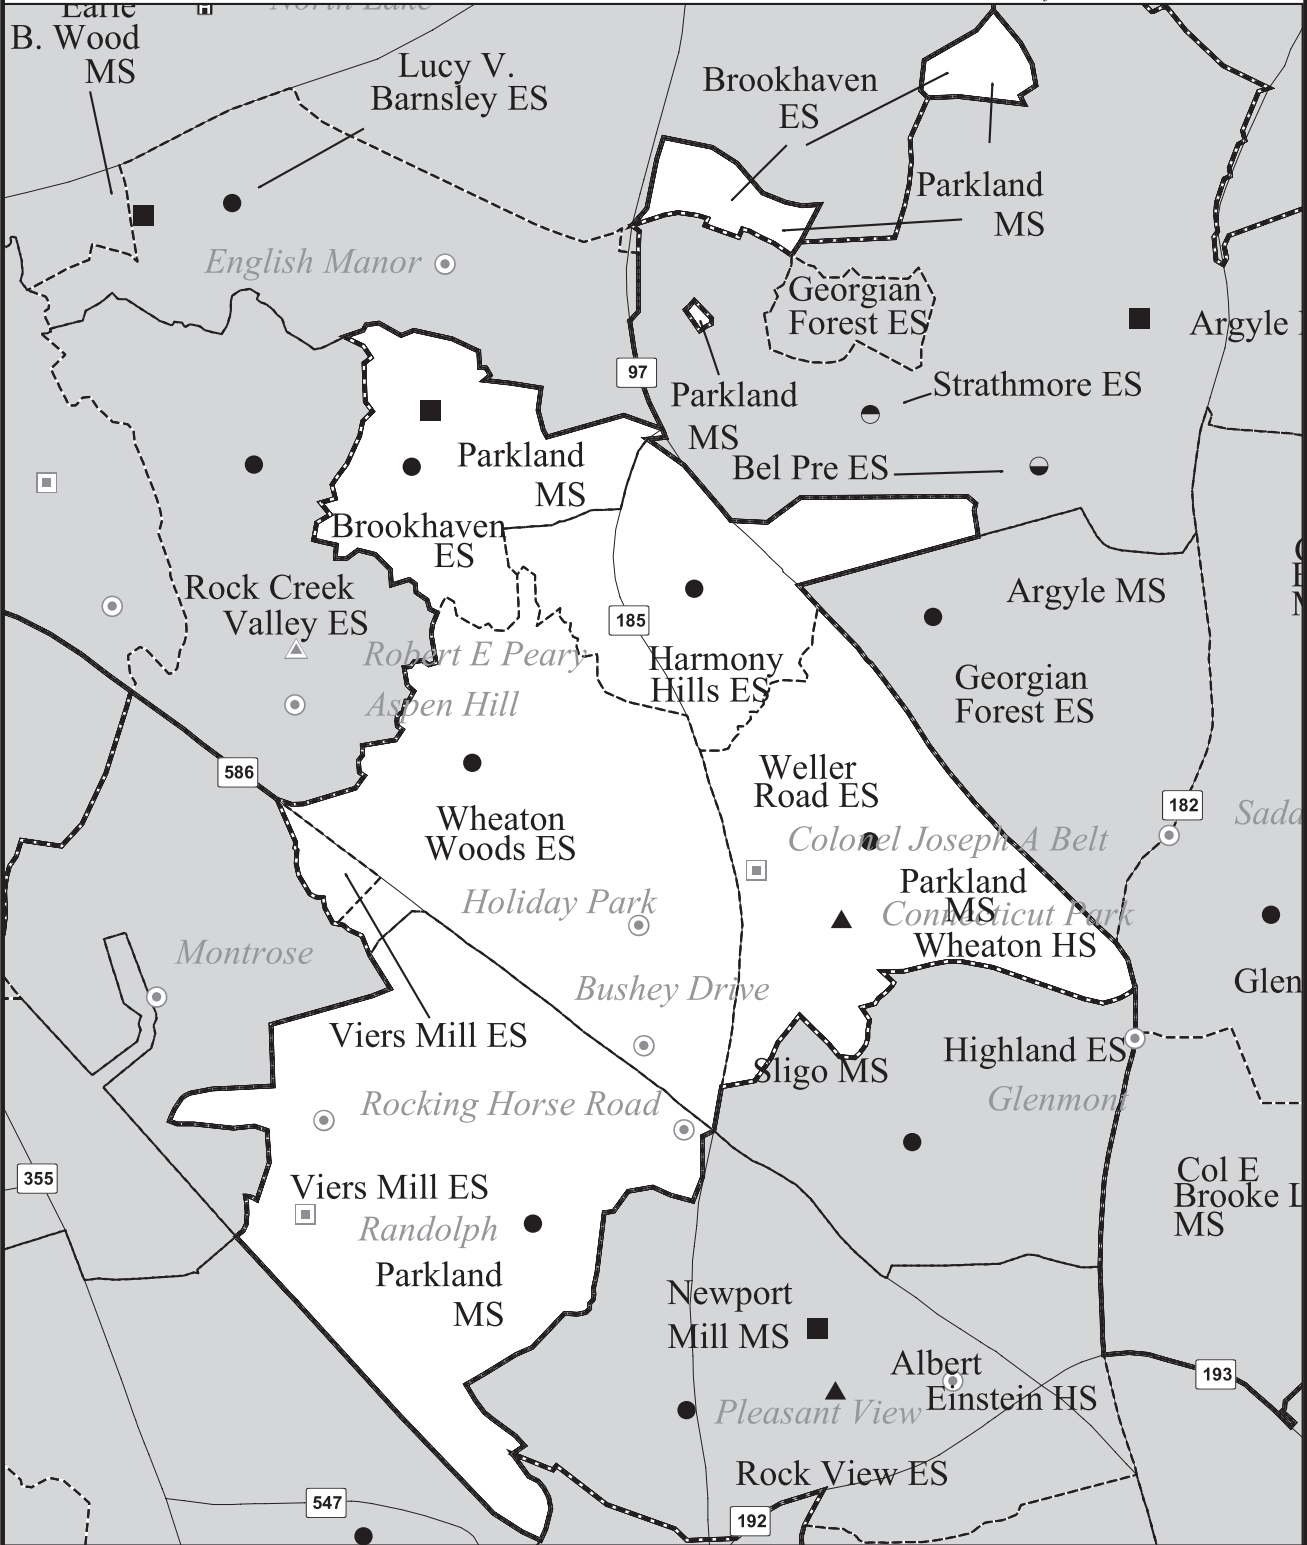 North Lake
Earle
B. Wood
MS
Lucy V.
Barnsley ES
Brookhaven
ES
Parkland
MS
English Manor
Georgian
Forest ES
Argyle
97
Parkland
MS
Strathmore ES
Bel Pre ES
Parkland
MS
Brookhaven
ES
Rock Creek
Valley ES
Argyle MS
185
Robert E Peary
Harmony
Hills ES
Aspen Hill
Georgian
Forest ES
586
Weller
Road ES
182
Wheaton
Woods ES
Colonel Joseph A Belt
Parkland
MS
Connecticut Park
Wheaton HS
Holiday Park
Montrose
Bushey Drive
Glen
Viers Mill ES
Sligo MS
Highland ES
Glenmont
Rocking Horse Road
355
Viers Mill ES
Randolph
Parkland
MS
Col E
Brooke L
MS
Newport
Mill MS
Albert
Einstein HS
193
Pleasant View
Rock View ES
547
192